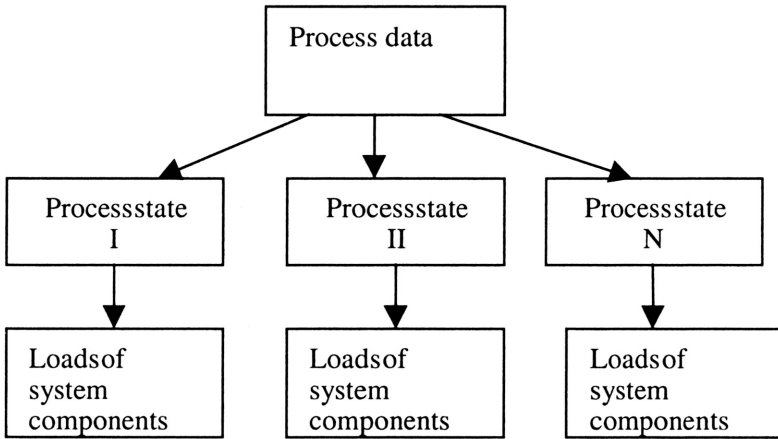 Process data
Processstate
I
Processstate
II
Processstate
N
Loadsof
system
components
Loadsof
system
components
Loadsof
system
components